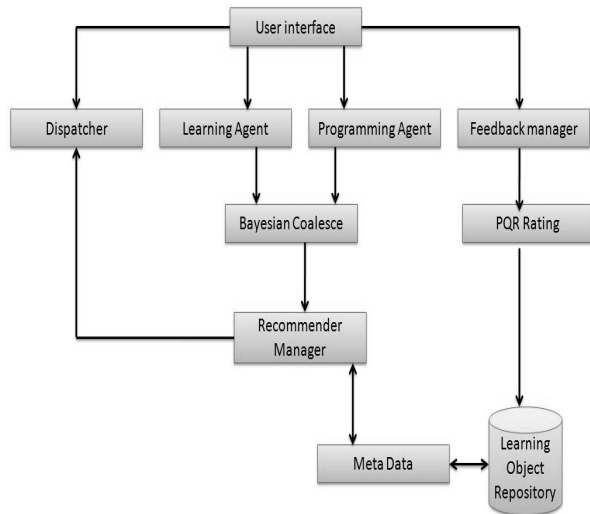 User interface
Dispatcher
Learning Agent
Programming Agent
Feedback manager
Bayesian Coalesce
PQR Rating
Recommender
Manager
Meta Data
Learning
Object
Repository